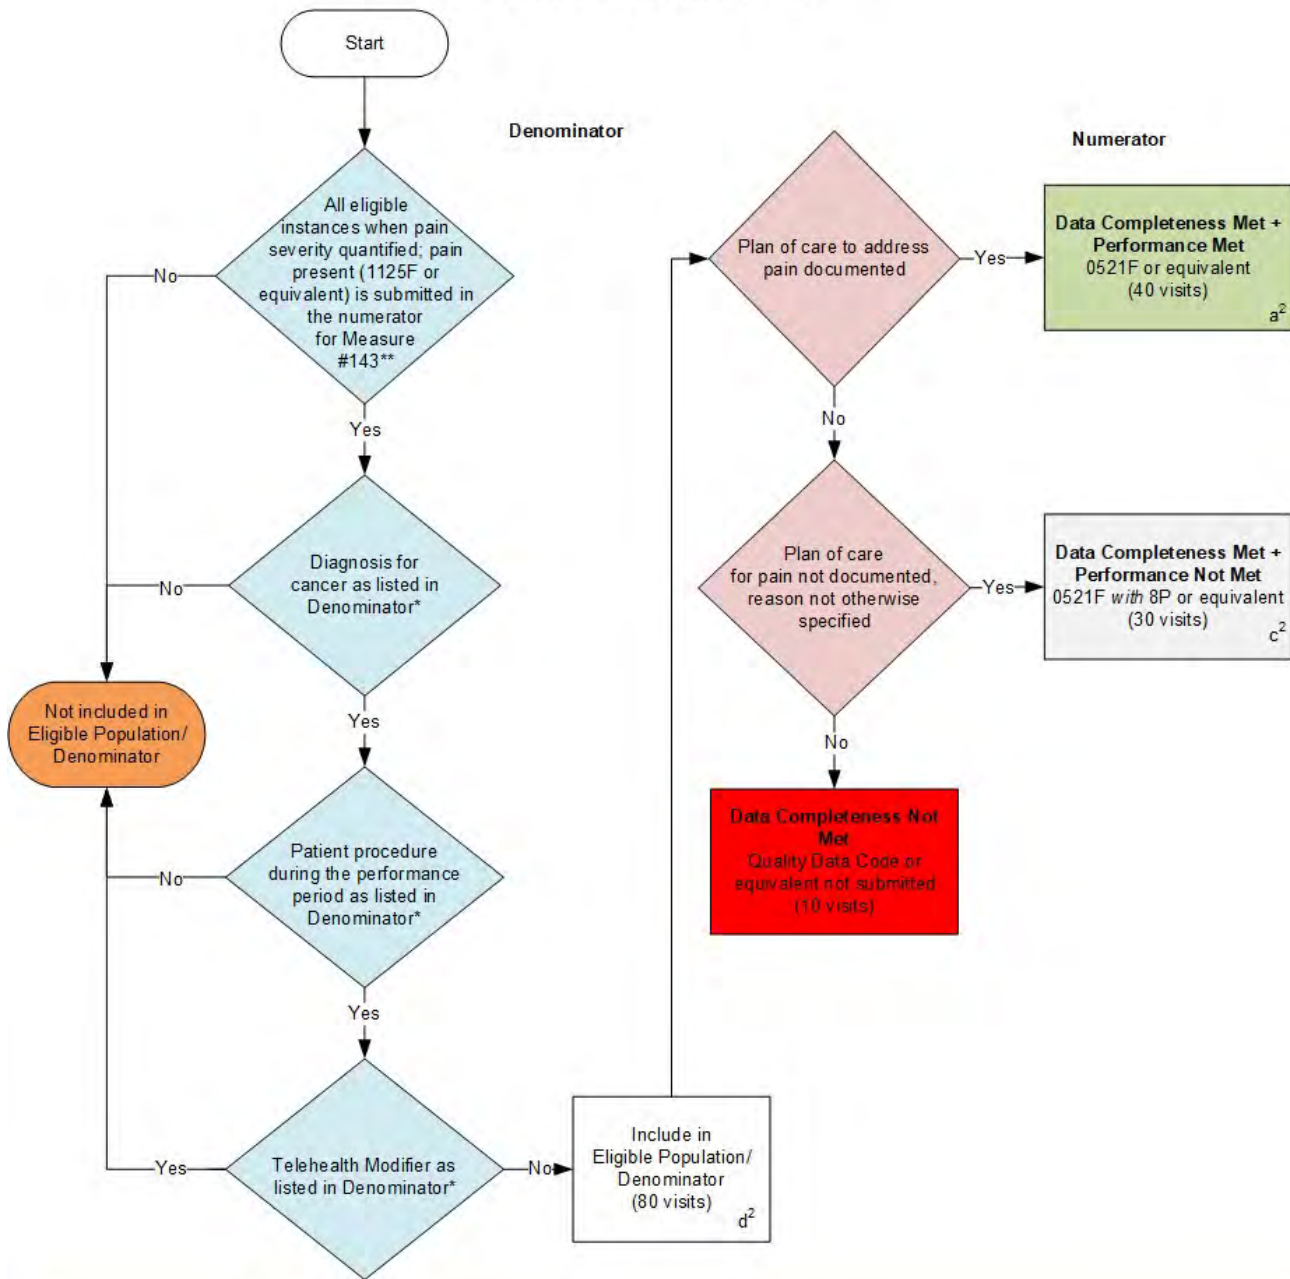 Start
Denominator
All eligible
instances when pain
severity quantified; pain
present (1125F or
equivalent) is submitted in
the numerator
for Measure
#143**
No
Yes
Diagnosis for
cancer as listed in
Denominator*
No
Yes
Not included in
Eligible Population/
Denominator
Patient procedure
during the performance
period as listed in
Denominator*
No
Yes
Telehealth Modifier as
listed in Denominator*
Yes
No
Include in
Eligible Population/
Denominator
(80 visits)
d²
Numerator
Plan of care to address
pain documented
Yes
Data Completeness Met +
Performance Met
0521F or equivalent
(40 visits)
a²
No
Plan of care
for pain not documented,
reason not otherwise
specified
Yes
Data Completeness Met +
Performance Not Met
0521F with 8P or equivalent
(30 visits)
c²
No
Data Completeness Not
Met
Quality Data Code or
equivalent not submitted
(10 visits)